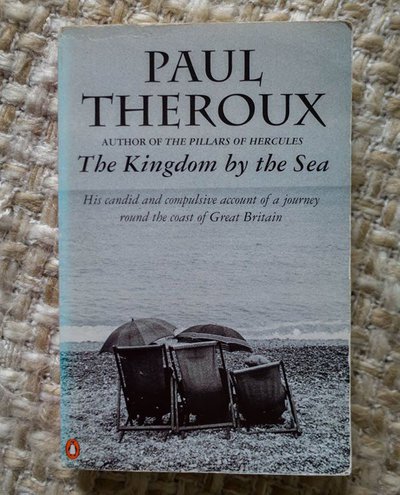 PAUL
THEROUX
AUTHOR OF THE PILLARS OF HERCULES
The Kingdom by the Sea
His candid and compulsive account of a journey
round the coast of Great Britain